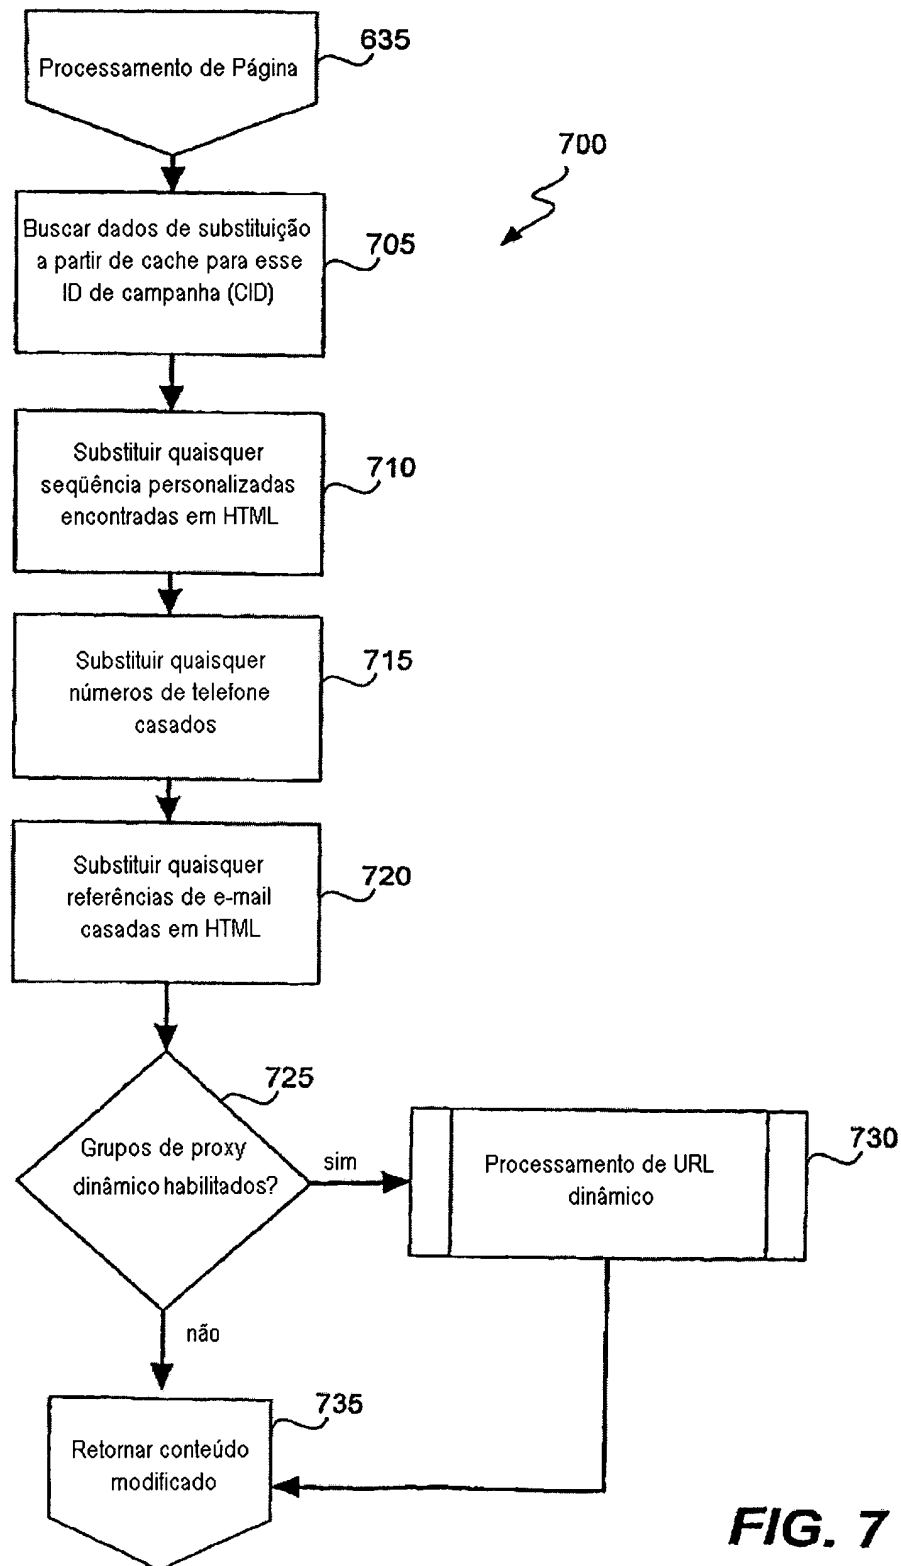 635
Processamento de Página
700
Buscar dados de substituição
a partir de cache para esse
ID de campanha (CID)
705
Substituir quaisquer
seqüência personalizadas
encontradas em HTML
710
Substituir quaisquer
números de telefone
casados
715
Substituir quaisquer
referências de e-mail
casadas em HTML
720
725
Grupos de proxy
dinâmico habilitados?
sim
Processamento de URL
dinâmico
730
não
735
Retornar conteúdo
modificado
FIG. 7